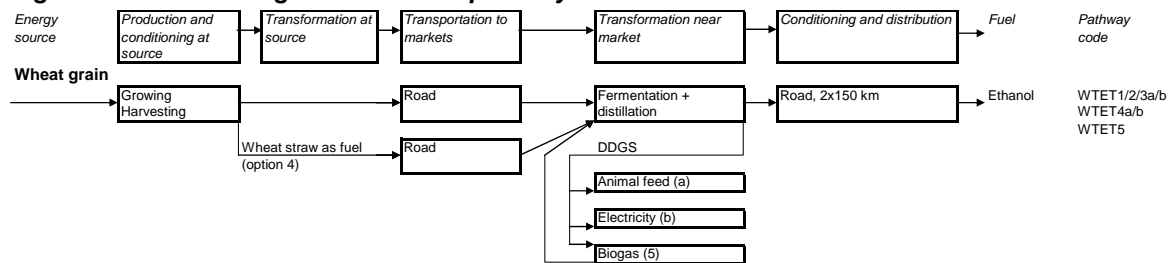 Energy source
Production and conditioning at source
Transformation at source
Transportation to markets
Transformation near market
Conditioning and distribution
Fuel
Pathway code
Wheat grain
Growing
Harvesting
Road
Fermentation +
distillation
Road, 2x150 km
Ethanol
WTET1/2/3a/b
WTET4a/b
WTET5
Wheat straw as fuel
(option 4)
Road
DDGS
Animal feed (a)
Electricity (b)
Biogas (5)